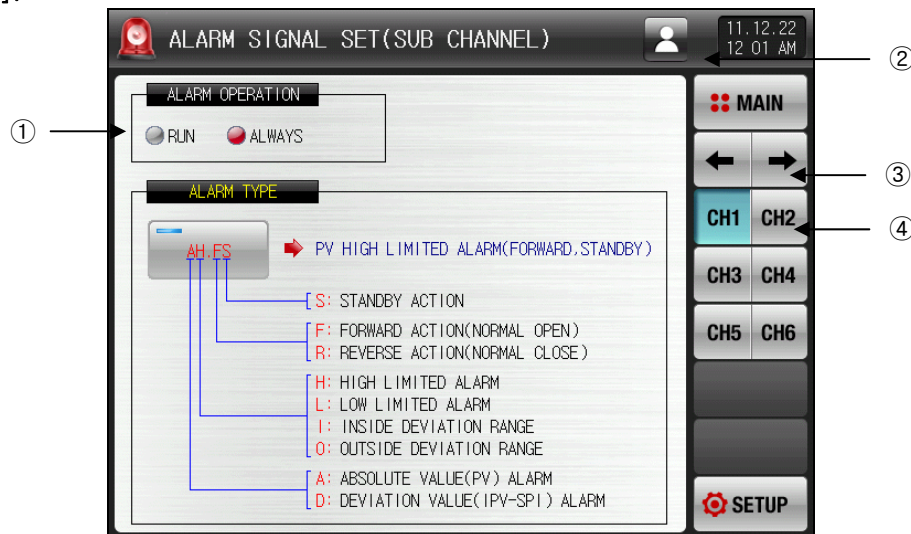 ].
ALARM SIGNAL SET(SUB CHANNEL)
11.12.22
12 01 AM
②
ALARM OPERATION
①
RUN
ALWAYS
MAIN
③
ALARM TYPE
CH1
CH2
④
AH.FS
PV HIGH LIMITED ALARM(FORWARD,STANDBY)
S: STANDBY ACTION
CH3
CH4
F: FORWARD ACTION(NORMAL OPEN)
R: REVERSE ACTION(NORMAL CLOSE)
CH5
CH6
H: HIGH LIMITED ALARM
L: LOW LIMITED ALARM
I: INSIDE DEVIATION RANGE
O: OUTSIDE DEVIATION RANGE
A: ABSOLUTE VALUE(PV) ALARM
D: DEVIATION VALUE(IPV-SPI) ALARM
SETUP